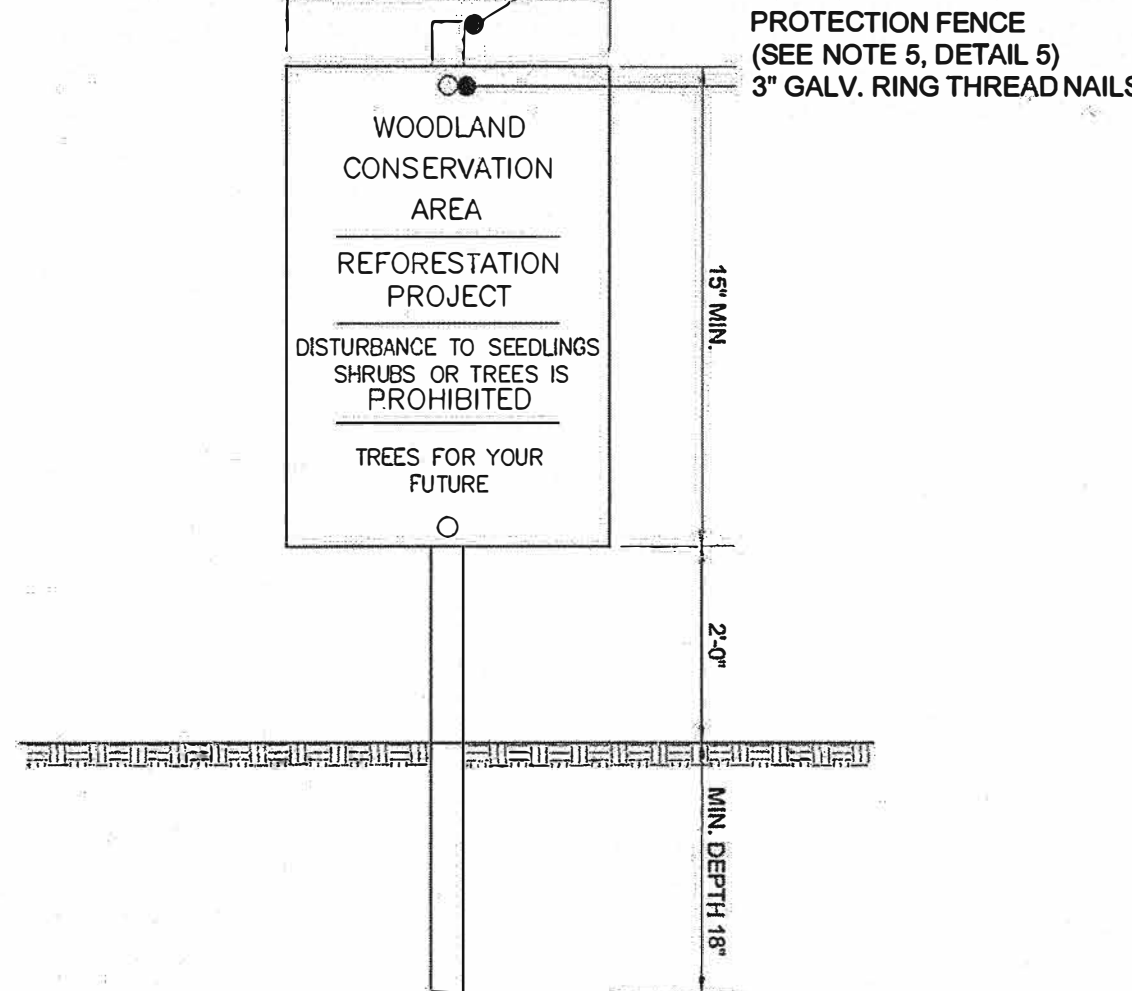 PROTECTION FENCE
(SEE NOTE 5, DETAIL 5)
3" GALV. RING THREAD NAILS
WOODLAND
CONSERVATION
AREA
REFORESTATION
PROJECT
DISTURBANCE TO SEEDLINGS
SHRUBS OR TREES IS
PROHIBITED
TREES FOR YOUR
FUTURE
15" MIN.
2'-0"
MIN. DEPTH 18"